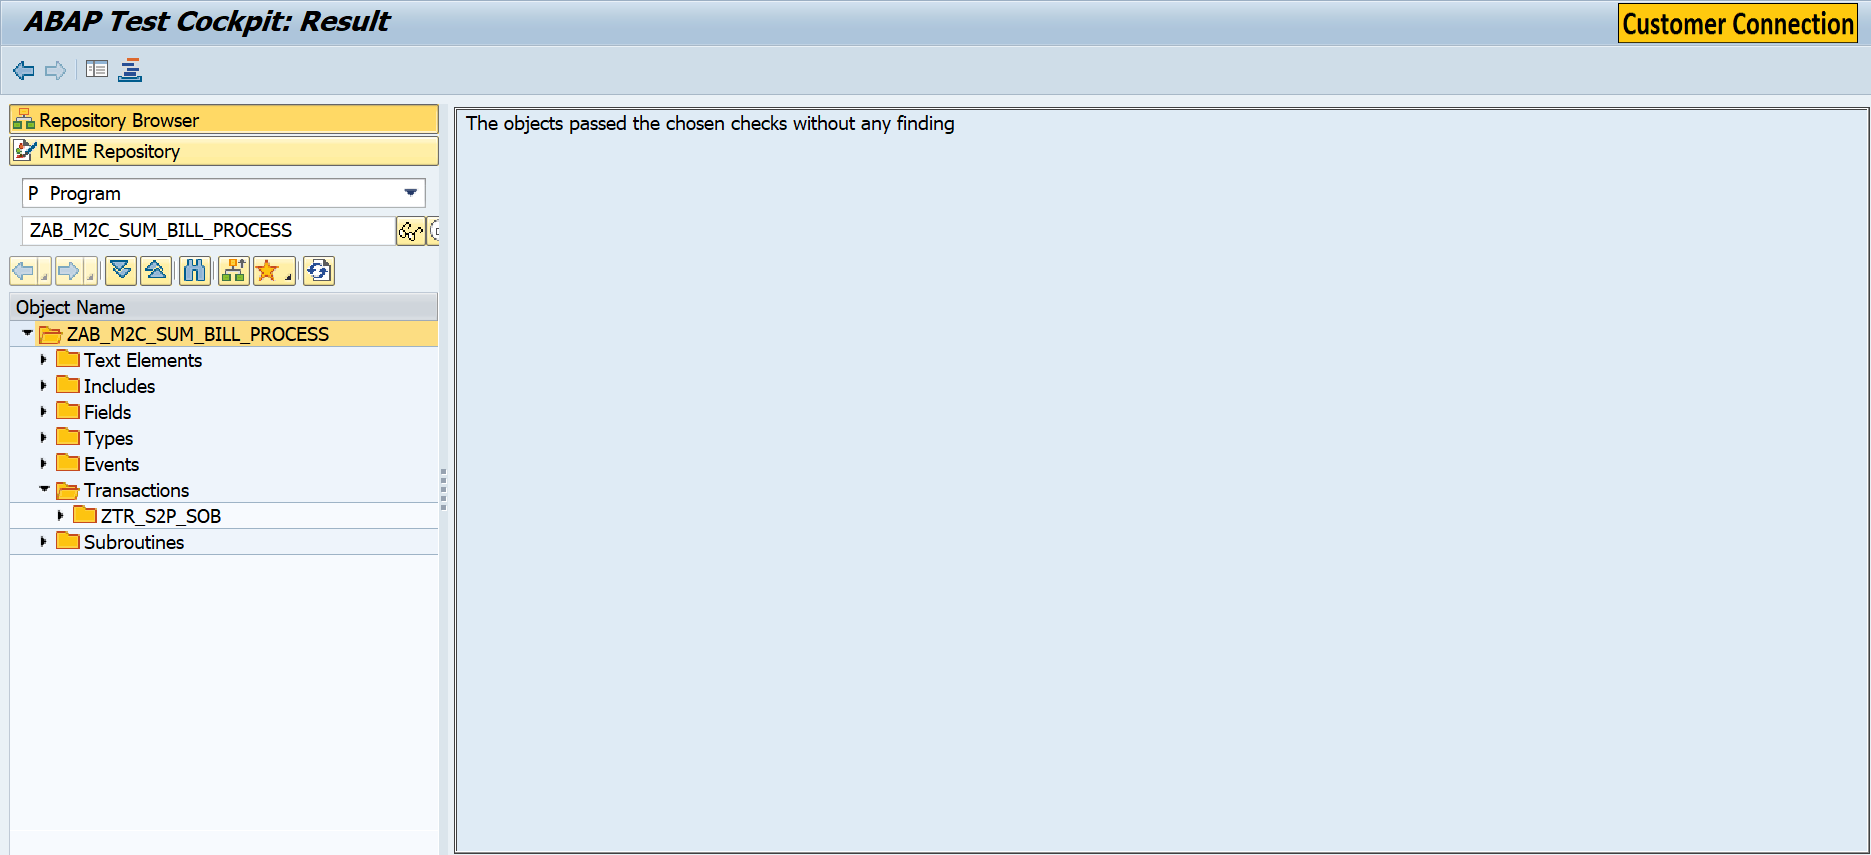 ABAP Test Cockpit: Result
Customer Connection
Repository Browser
MIME Repository
P Program
ZAB_M2C_SUM_BILL_PROCESS
Object Name
ZAB_M2C_SUM_BILL_PROCESS
Text Elements
Includes
Fields
Types
Events
Transactions
ZTR_S2P_SOB
Subroutines
The objects passed the chosen checks without any finding